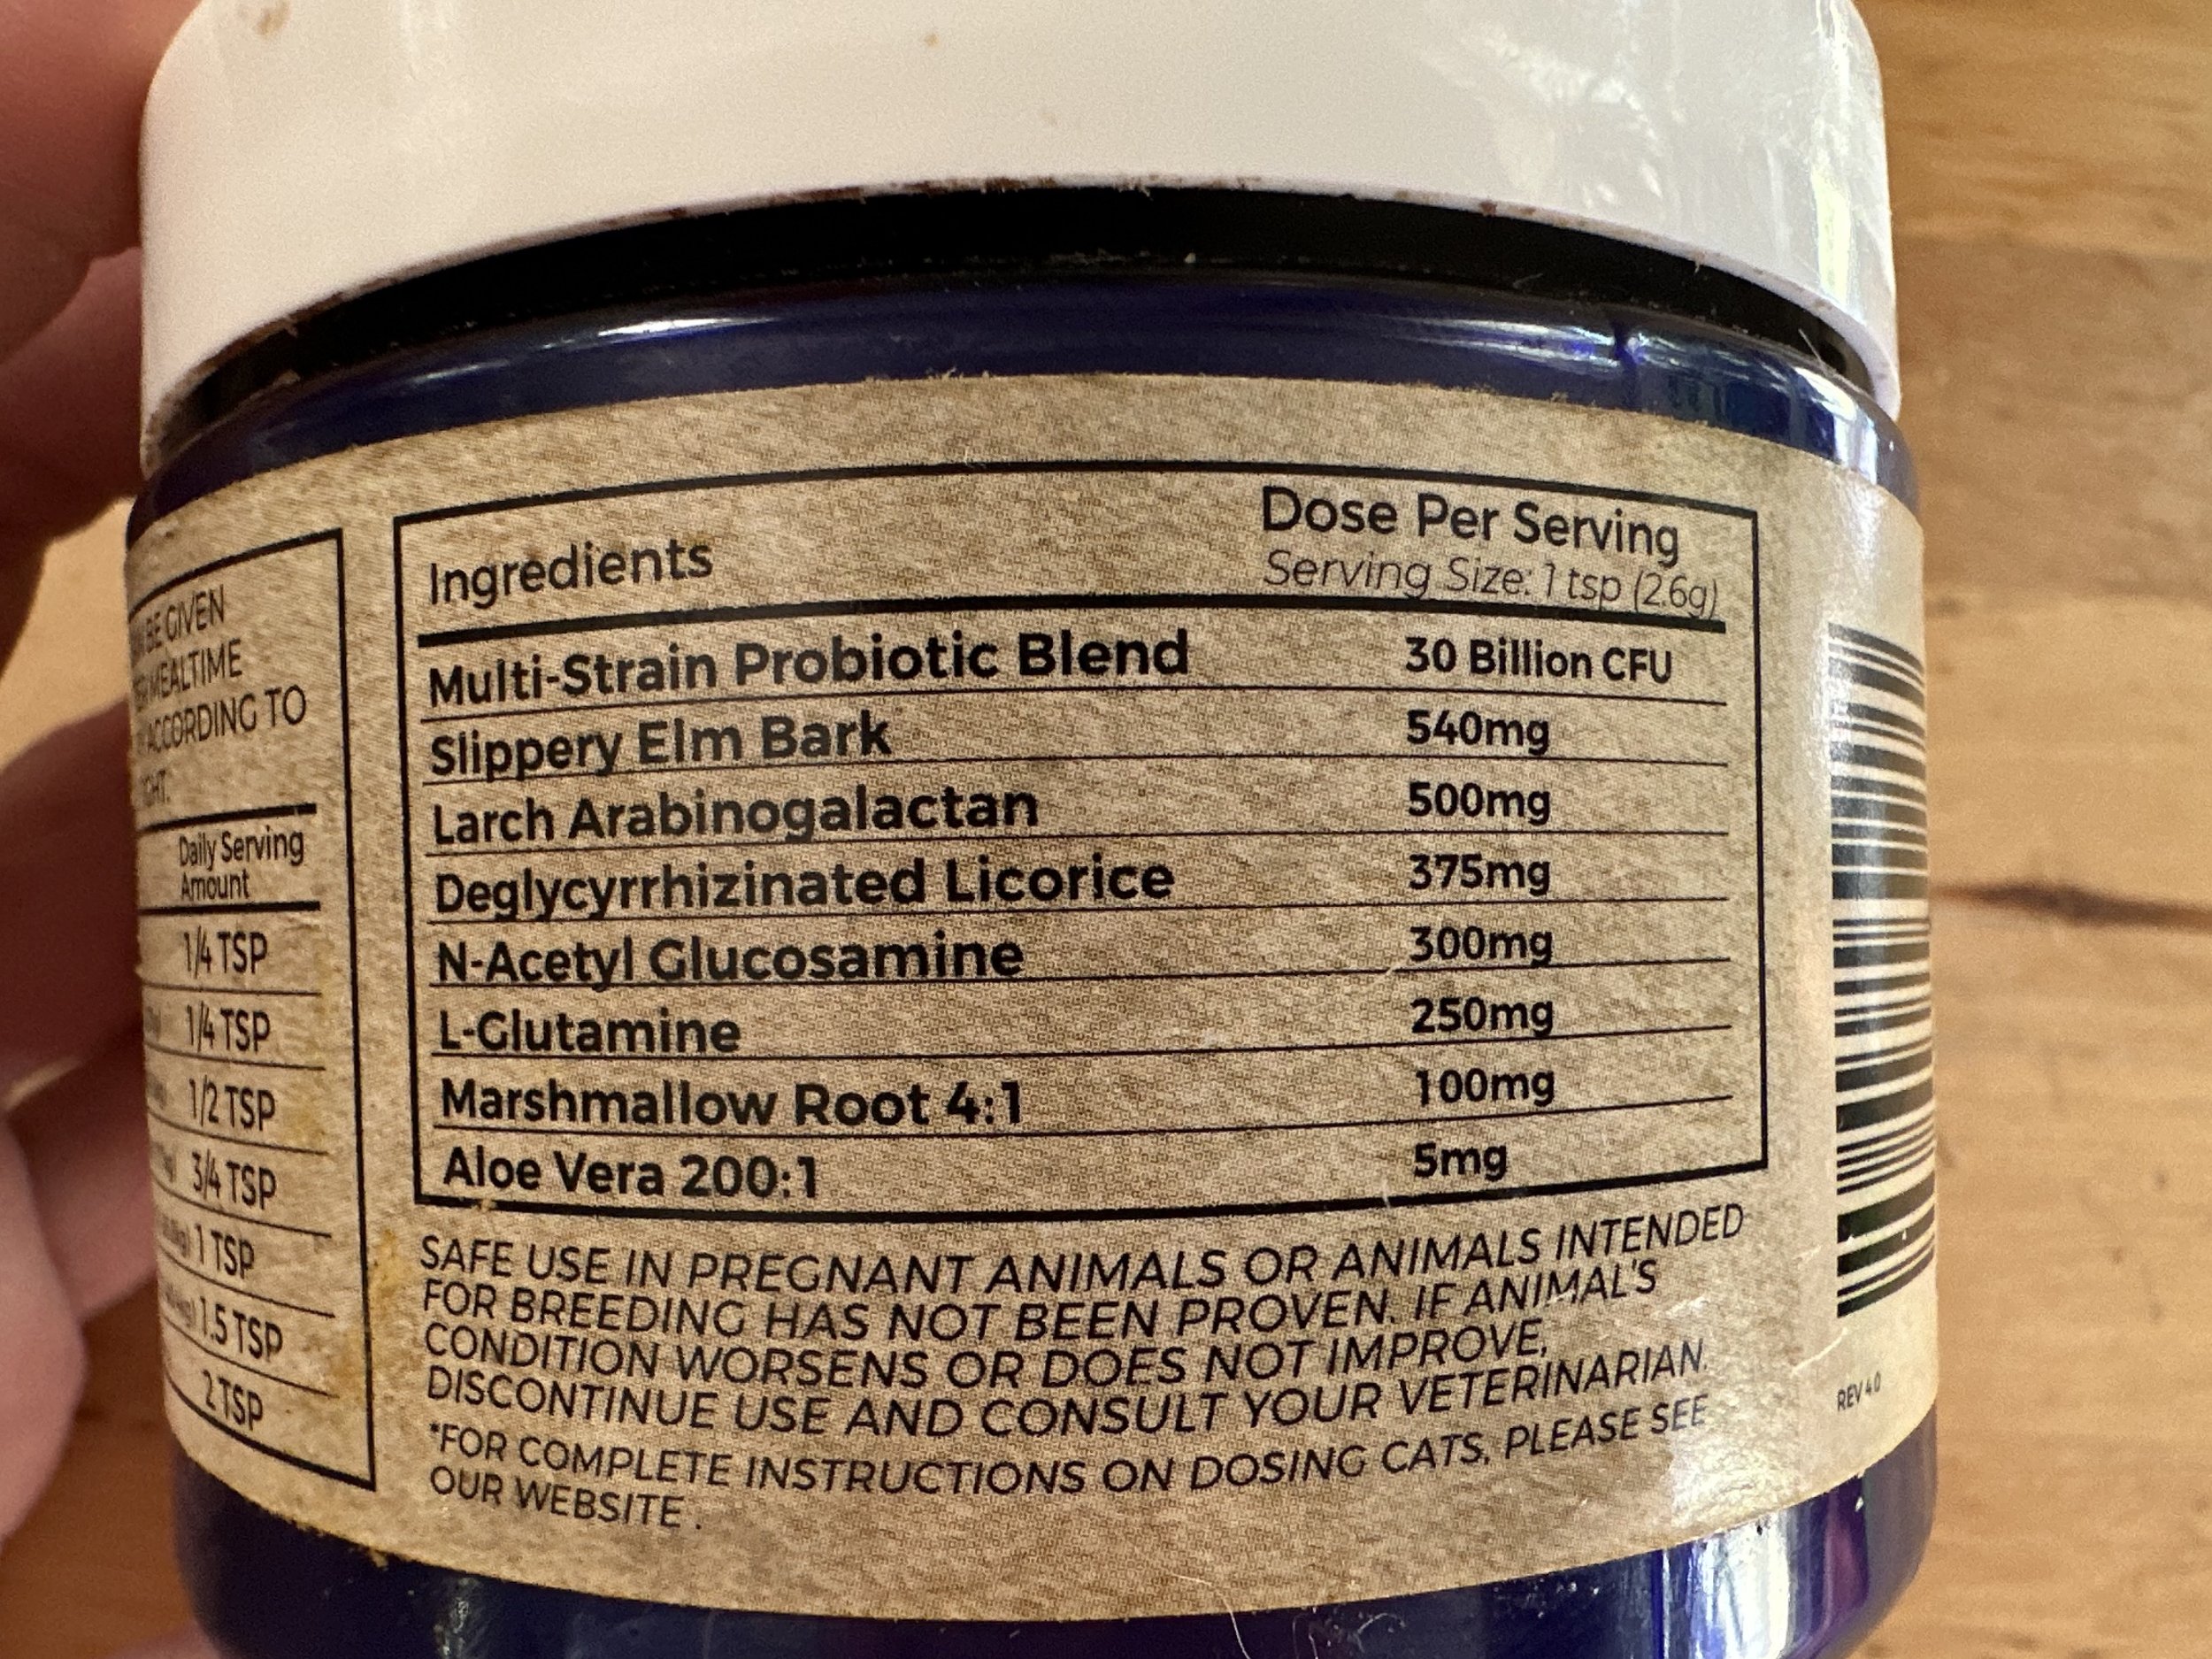 BE GIVEN
MEALTIME
ACCORDING TO
Daily Serving
Amount
1/4 TSP
1/4 TSP
1/2 TSP
3/4 TSP
1 TSP
1.5 TSP
2 TSP
Ingredients
Dose Per Serving
Serving Size: 1 tsp (2.6g)
Multi-Strain Probiotic Blend 30 Billion CFU
Slippery Elm Bark 540mg
Larch Arabinogalactan 500mg
Deglycyrrhizinated Licorice 375mg
N-Acetyl Glucosamine 300mg
L-Glutamine 250mg
Marshmallow Root 4:1 100mg
Aloe Vera 200:1 5mg
SAFE USE IN PREGNANT ANIMALS OR ANIMALS INTENDED
FOR BREEDING HAS NOT BEEN PROVEN. IF ANIMAL'S
CONDITION WORSENS OR DOES NOT IMPROVE,
DISCONTINUE USE AND CONSULT YOUR VETERINARIAN.
*FOR COMPLETE INSTRUCTIONS ON DOSING CATS, PLEASE SEE
OUR WEBSITE .
REV 4.0